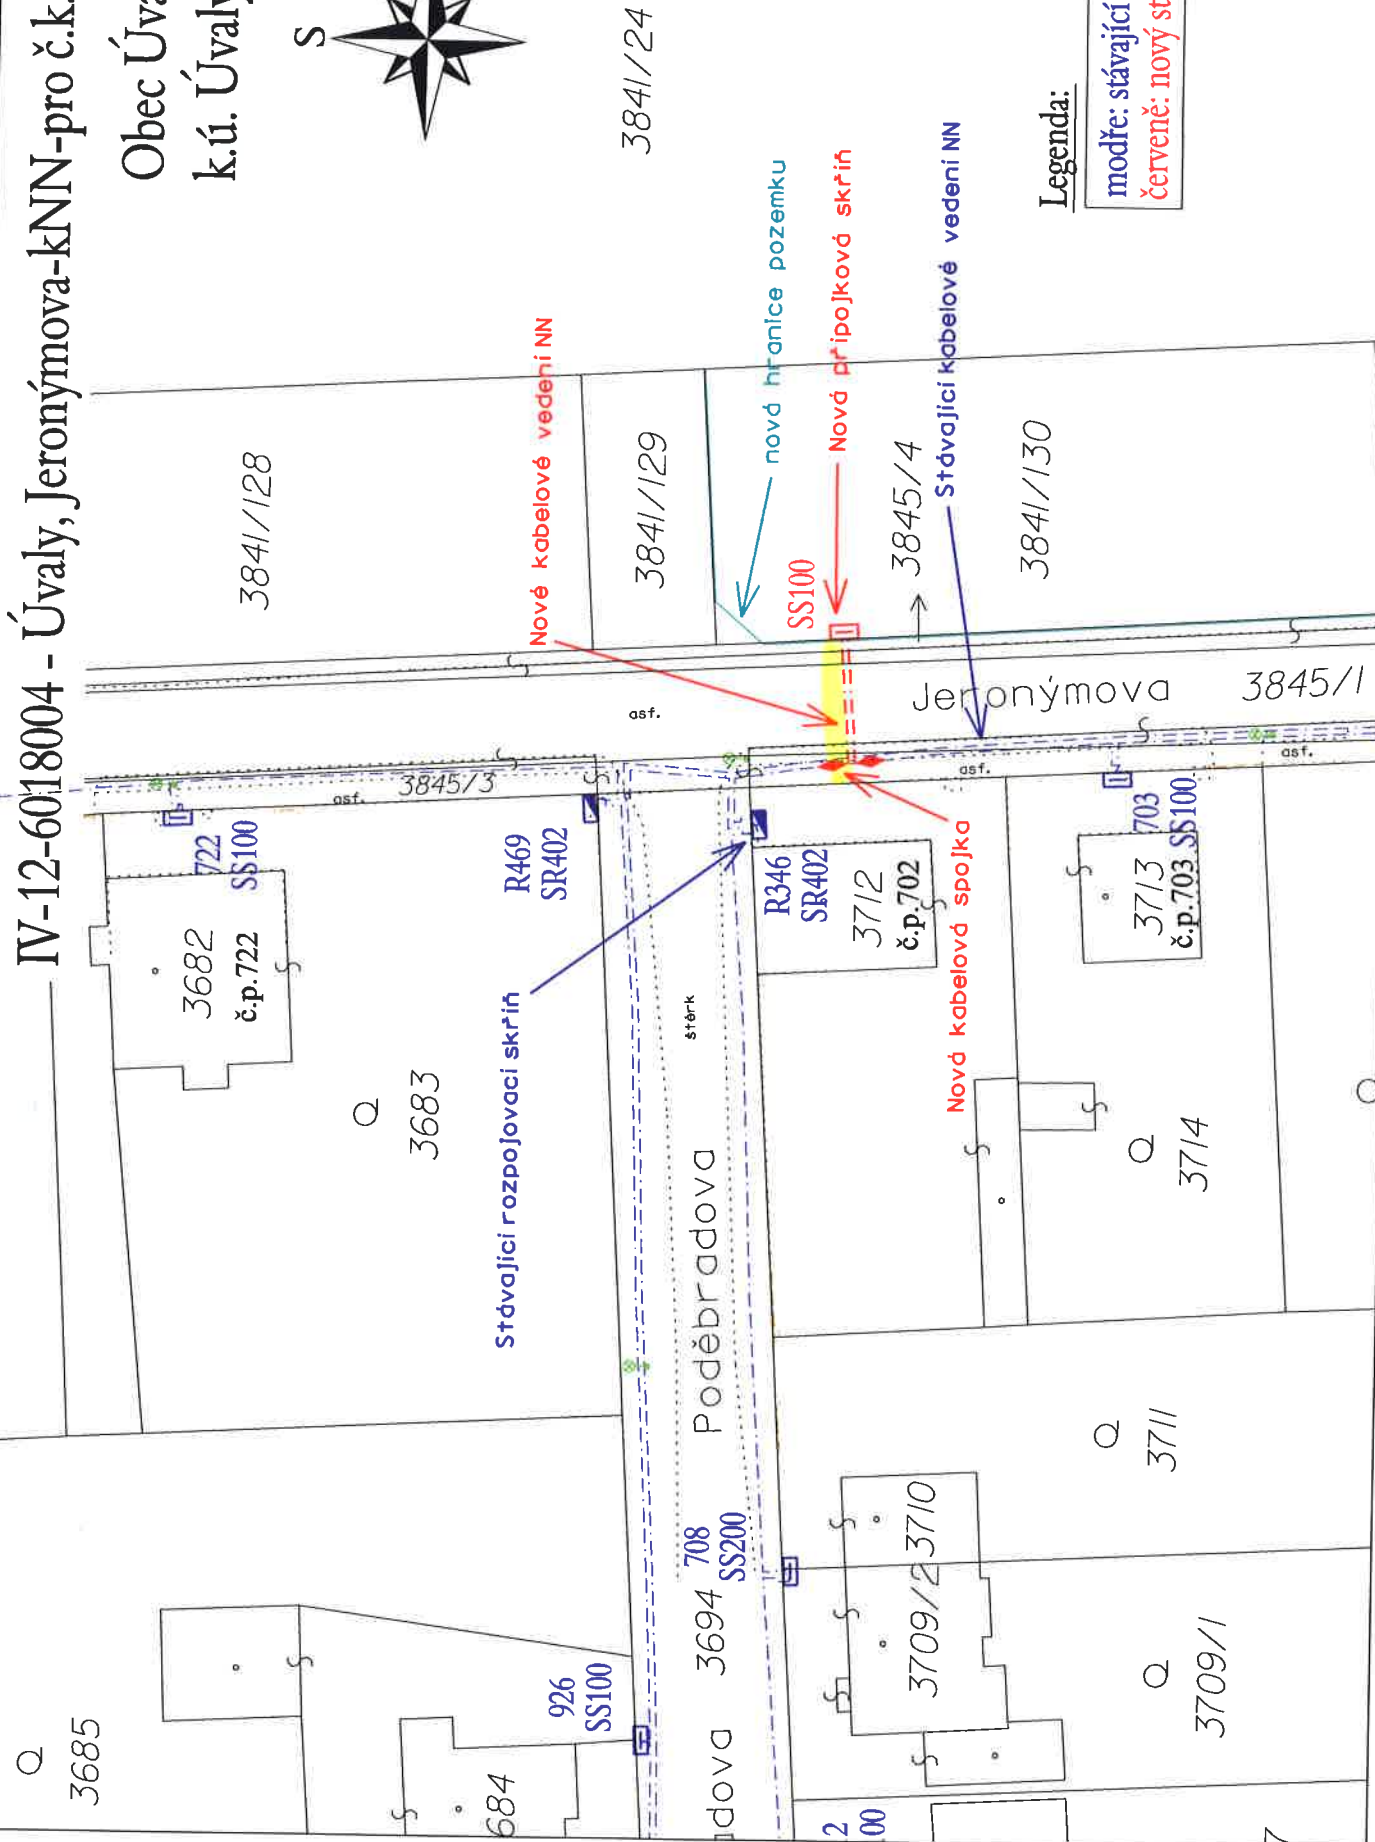 IV-12-6018004 - Úvaly, Jeronýmova-kNN-pro č.k.
Obec Úva
k.ú. Úvaly
S
3841/24
Legenda:
modře: stávající
červeně: nový st
3841/128
3841/129
3841/130
3845/4
Nové kabelové vedení NN
nová hranice pozemku
Nová přípojková skříň
Stávající kabelové vedení NN
SS100
Jeronýmova
3845/1
asf.
asf.
3845/3
asf.
asf.
722
SS100
R469
SR402
R346
SR402
703
SS100
3682
č.p.722
3712
č.p.702
3713
č.p.703
Nová kabelová spojka
Stávající rozpojovací skříň
štěrk
3683
3714
Poděbradova
3711
708
SS200
3694
dova
3710
3709/2
3709/1
926
SS100
3685
684
2
00
7